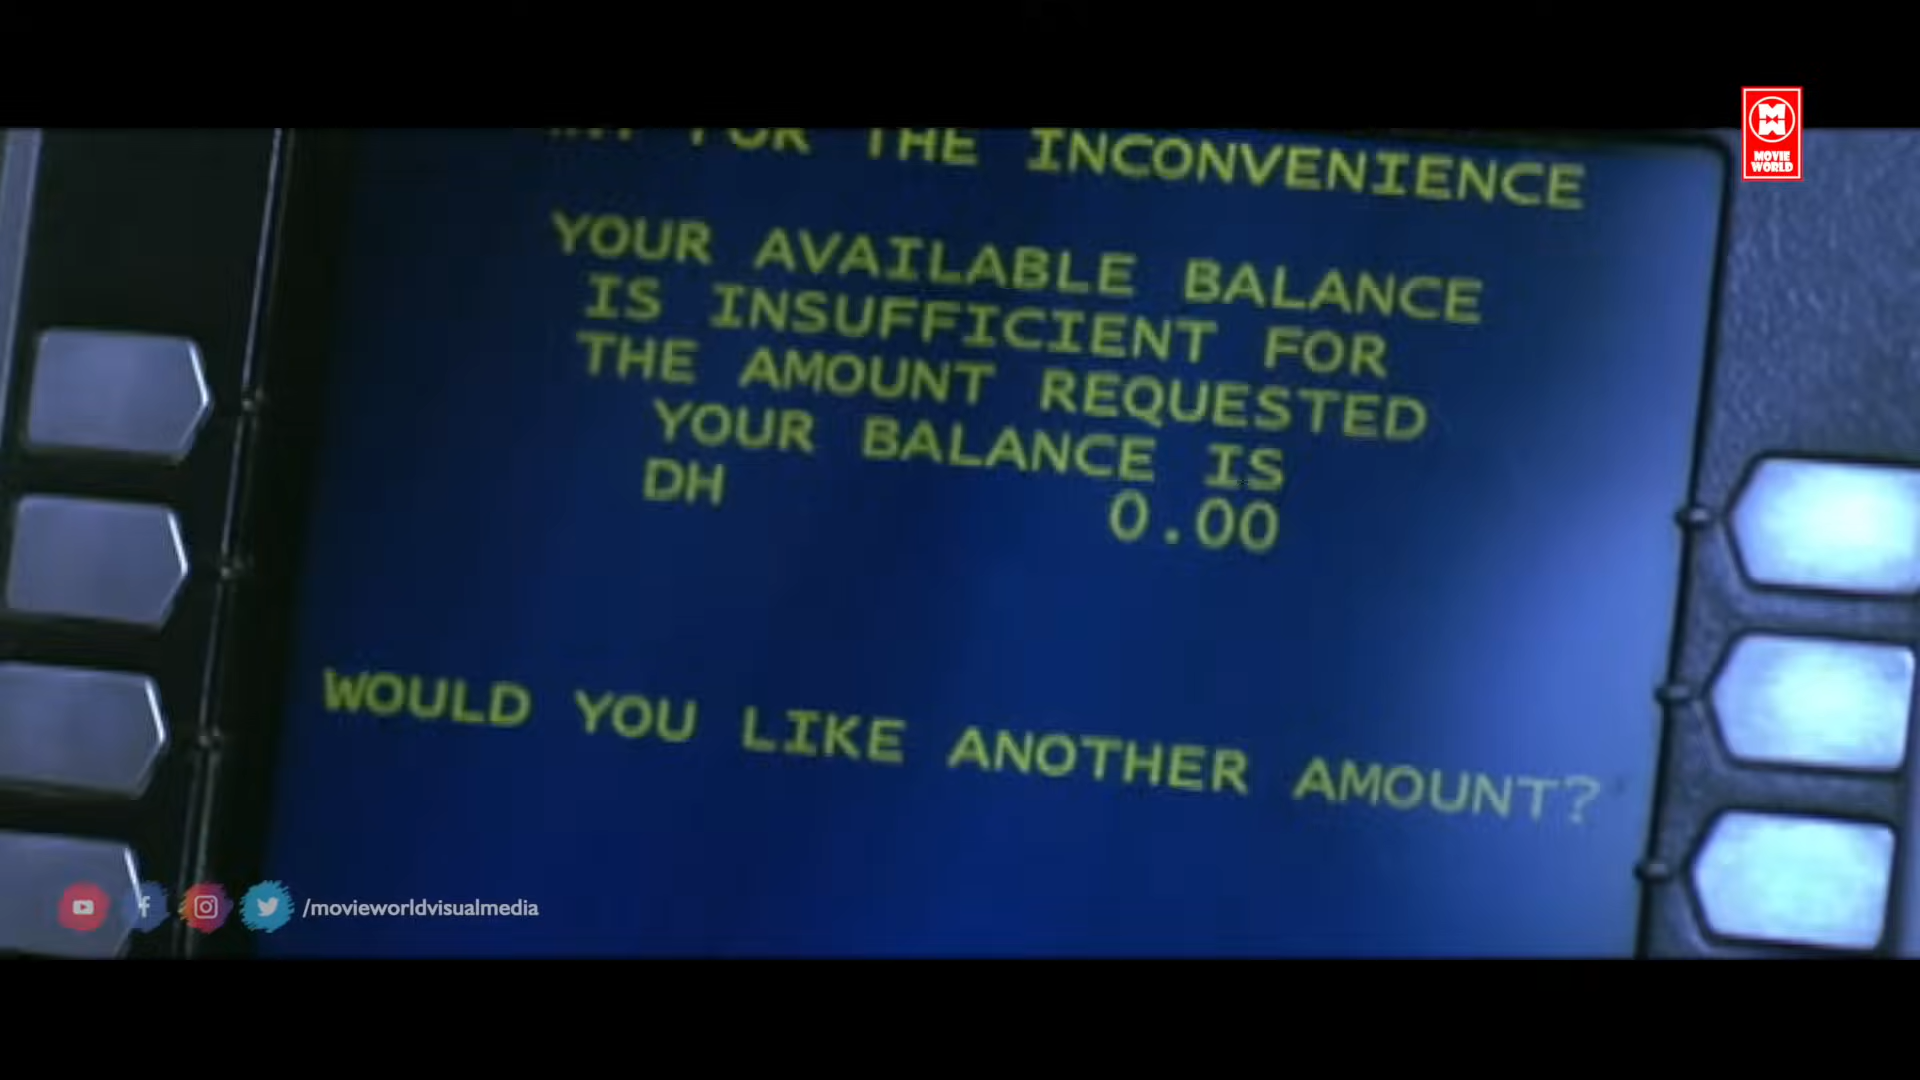 FOR THE INCONVENIENCE
YOUR AVAILABLE BALANCE
IS INSUFFICIENT FOR
THE AMOUNT REQUESTED
YOUR BALANCE IS
DH 0.00
WOULD YOU LIKE ANOTHER AMOUNT?
MOVIE
WORLD
/movieworldvisualmedia